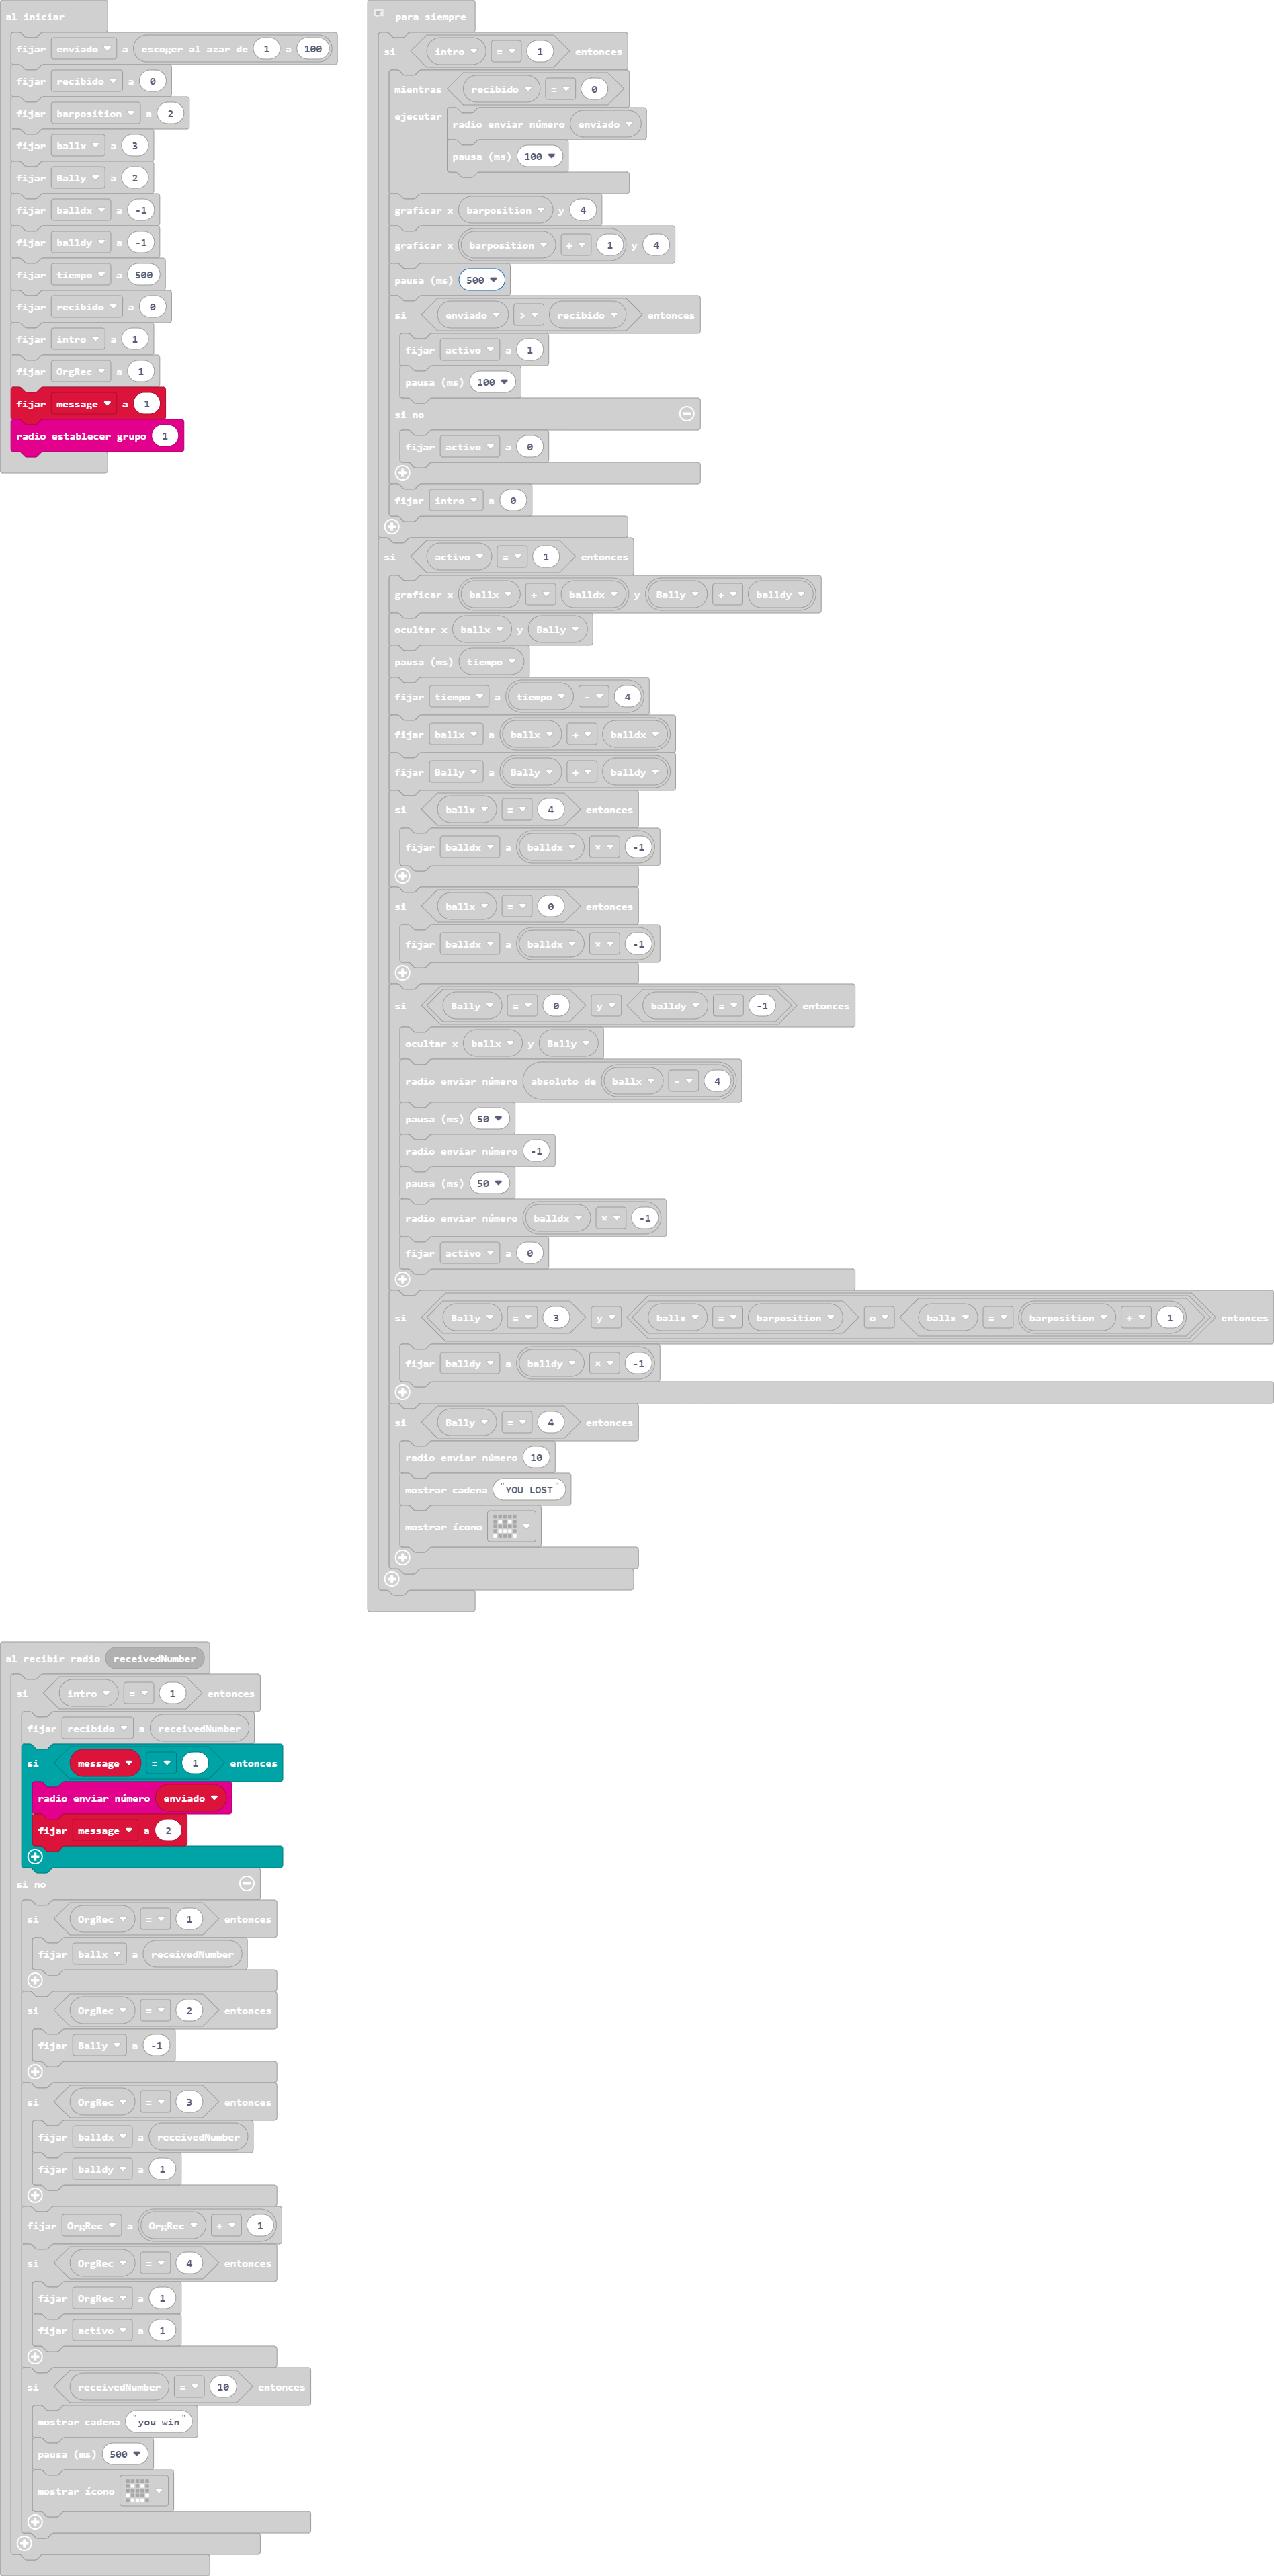 al iniciar
fijar enviado a escoger al azar de 1 a 100
fijar recibido a 0
fijar barposition a 2
fijar ballx a 3
fijar Bally a 2
fijar balldx a -1
fijar balldy a -1
fijar tiempo a 500
fijar recibido a 0
fijar intro a 1
fijar OrgRec a 1
fijar message a 1
radio establecer grupo 1
para siempre
si intro = 1 entonces
mientras recibido = 0
ejecutar
radio enviar número enviado
pausa (ms) 100
graficar x barposition y 4
graficar x barposition + 1 y 4
pausa (ms) 500
si enviado > recibido entonces
fijar activo a 1
pausa (ms) 100
si no
fijar activo a 0
fijar intro a 0
si activo = 1 entonces
graficar x ballx + balldx y Bally + balldy
ocultar x ballx y Bally
pausa (ms) tiempo
fijar tiempo a tiempo - 4
fijar ballx a ballx + balldx
fijar Bally a Bally + balldy
si ballx = 4 entonces
fijar balldx a balldx × -1
si ballx = 0 entonces
fijar balldx a balldx × -1
si Bally = 0 y balldy = -1 entonces
ocultar x ballx y Bally
radio enviar número absoluto de ballx - 4
pausa (ms) 50
radio enviar número -1
pausa (ms) 50
radio enviar número balldx × -1
fijar activo a 0
si Bally = 3 y ballx = barposition o ballx = barposition + 1 entonces
fijar balldy a balldy × -1
si Bally = 4 entonces
radio enviar número 10
mostrar cadena "YOU LOST"
mostrar ícono
al recibir radio receivedNumber
si intro = 1 entonces
fijar recibido a receivedNumber
si message = 1 entonces
radio enviar número enviado
fijar message a 2
si no
si OrgRec = 1 entonces
fijar ballx a receivedNumber
si OrgRec = 2 entonces
fijar Bally a -1
si OrgRec = 3 entonces
fijar balldx a receivedNumber
fijar balldy a 1
fijar OrgRec a OrgRec + 1
si OrgRec = 4 entonces
fijar OrgRec a 1
fijar activo a 1
si receivedNumber = 10 entonces
mostrar cadena "you win"
pausa (ms) 500
mostrar ícono